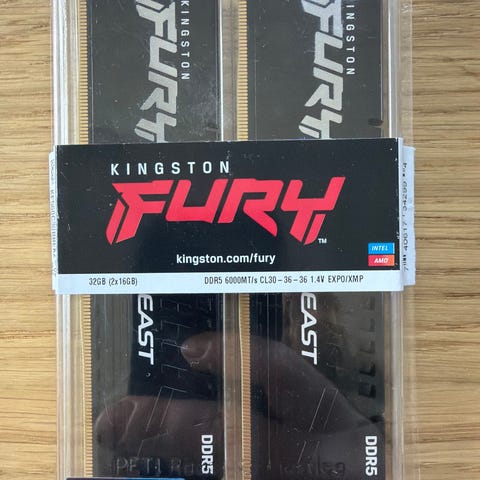 KINGSTON
FURY
KINGSTON
FURY
KINGSTON
FURY™
kingston.com/fury
INTEL
AMD
32GB (2x16GB)
DDR5 6000MT/s CL30-36-36 1.4V EXPO/XMP
EAST
EAST
DDR5
DDR5